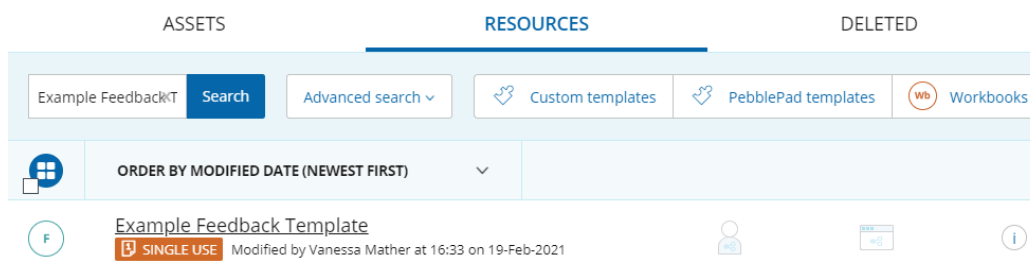 ASSETS RESOURCES DELETED
Example Feedback T Search Advanced search Custom templates PebblePad templates Wb Workbooks
ORDER BY MODIFIED DATE (NEWEST FIRST)
F Example Feedback Template i
SINGLE USE Modified by Vanessa Mather at 16:33 on 19-Feb-2021